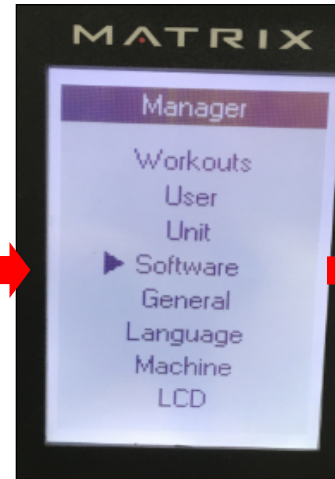 MATRIX
Manager
Workouts
User
Unit
Software
General
Language
Machine
LCD